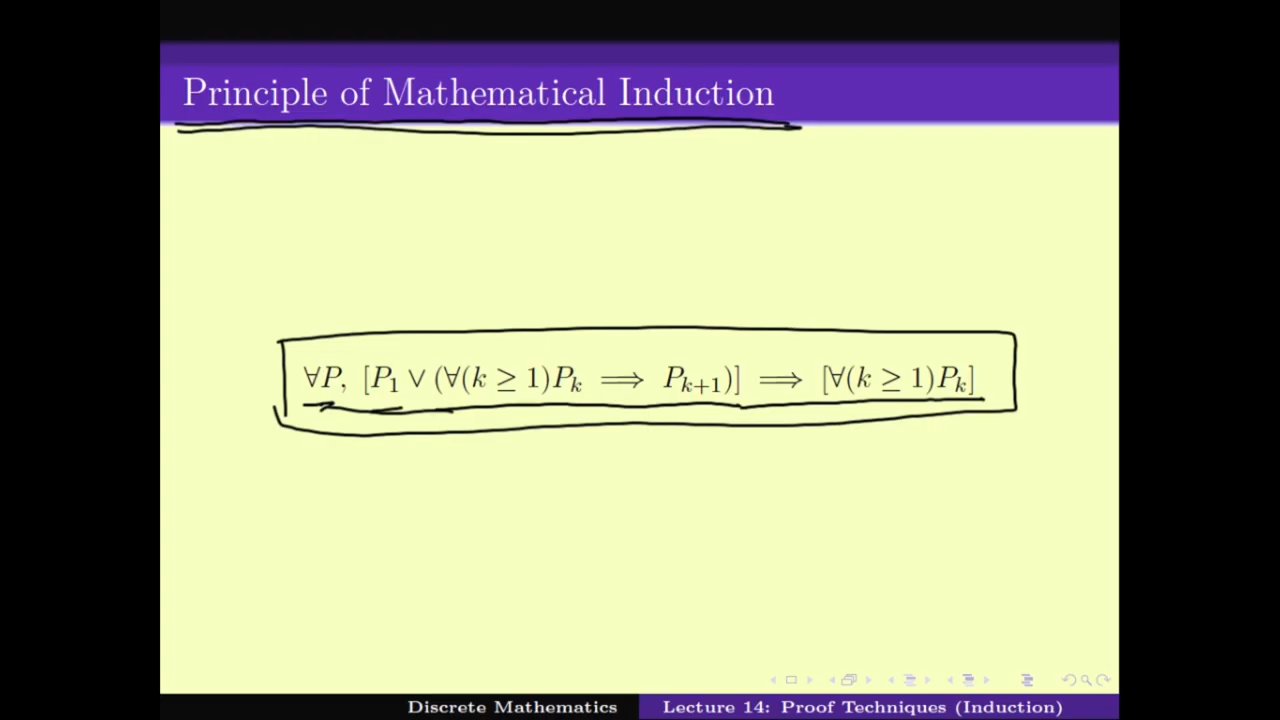 Principle of Mathematical Induction
∀P, [P₁ ∨ (∀(k ≥ 1)Pₖ ⟹ Pₖ₊₁)] ⟹ [∀(k ≥ 1)Pₖ]
Discrete Mathematics Lecture 14: Proof Techniques (Induction)